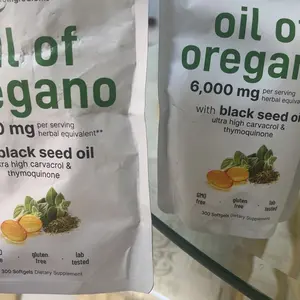 il of
egano
0 mg per serving
herbal equivalent**
black seed oil
ultra high carvacrol &
thymoquinone
free
gluten
free
lab
tested
300 Softgels Dietary Supplement
oil of
oregano
6,000 mg per serving
herbal equivalent
with black seed oil
ultra high carvacrol &
thymoquinone
GMO
free
gluten
free
lab
tested
300 Softgels Dietary Supplement